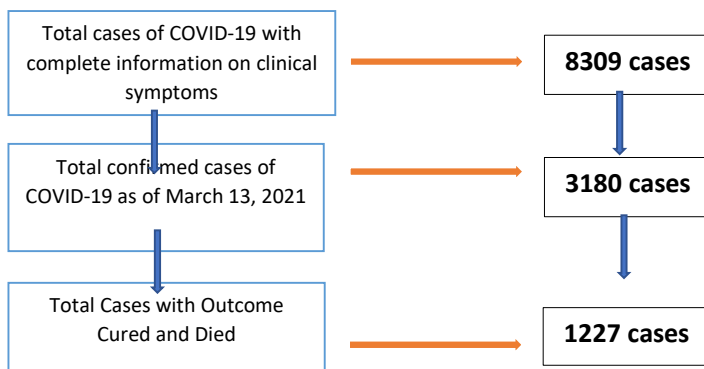 Total cases of COVID-19 with
complete information on clinical
symptoms
8309 cases
Total confirmed cases of
COVID-19 as of March 13, 2021
3180 cases
Total Cases with Outcome
Cured and Died
1227 cases